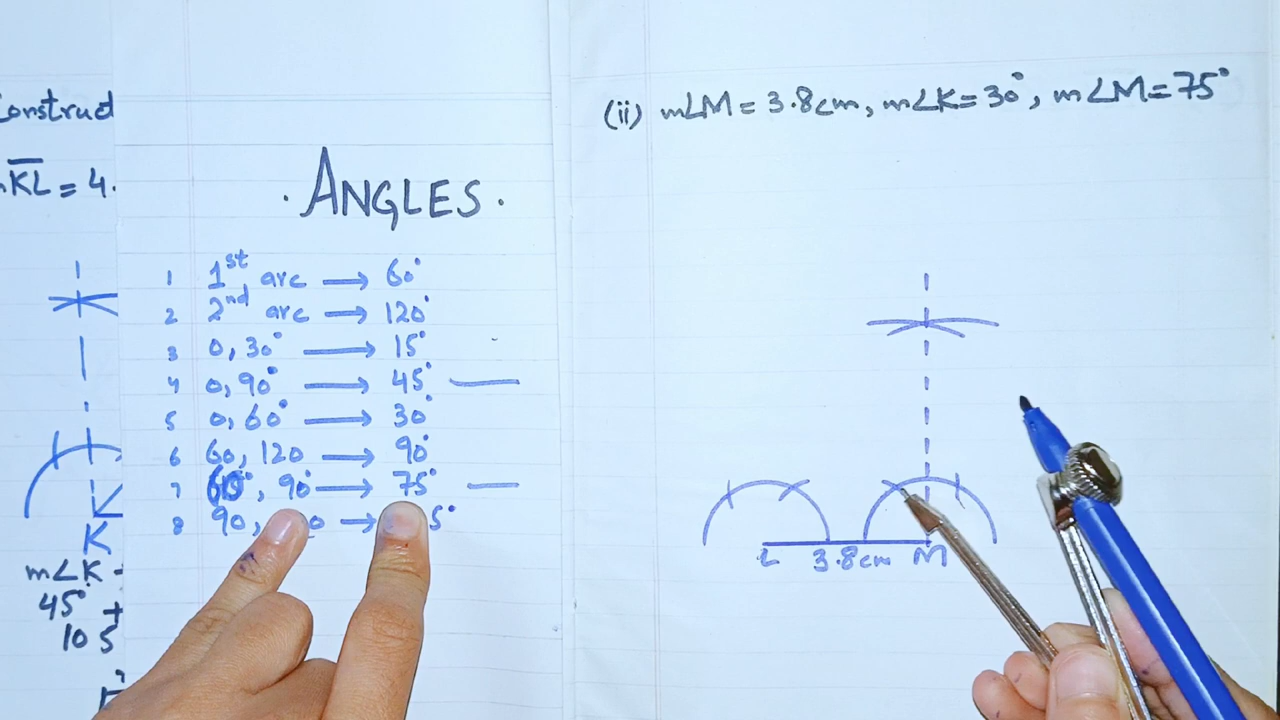 Construct
KL = 4.
K
K
m∠K
45° +
105
· ANGLES ·
1 1st arc → 60°
2 2nd arc → 120°
3 0, 30° → 15°
4 0, 90° → 45°
5 0, 60° → 30°
6 60, 120 → 90°
7 60°, 90° → 75°
8 90, 0 → 5°
(ii) m∠M = 3.8cm, m∠K = 30°, m∠M = 75°
L 3.8cm M